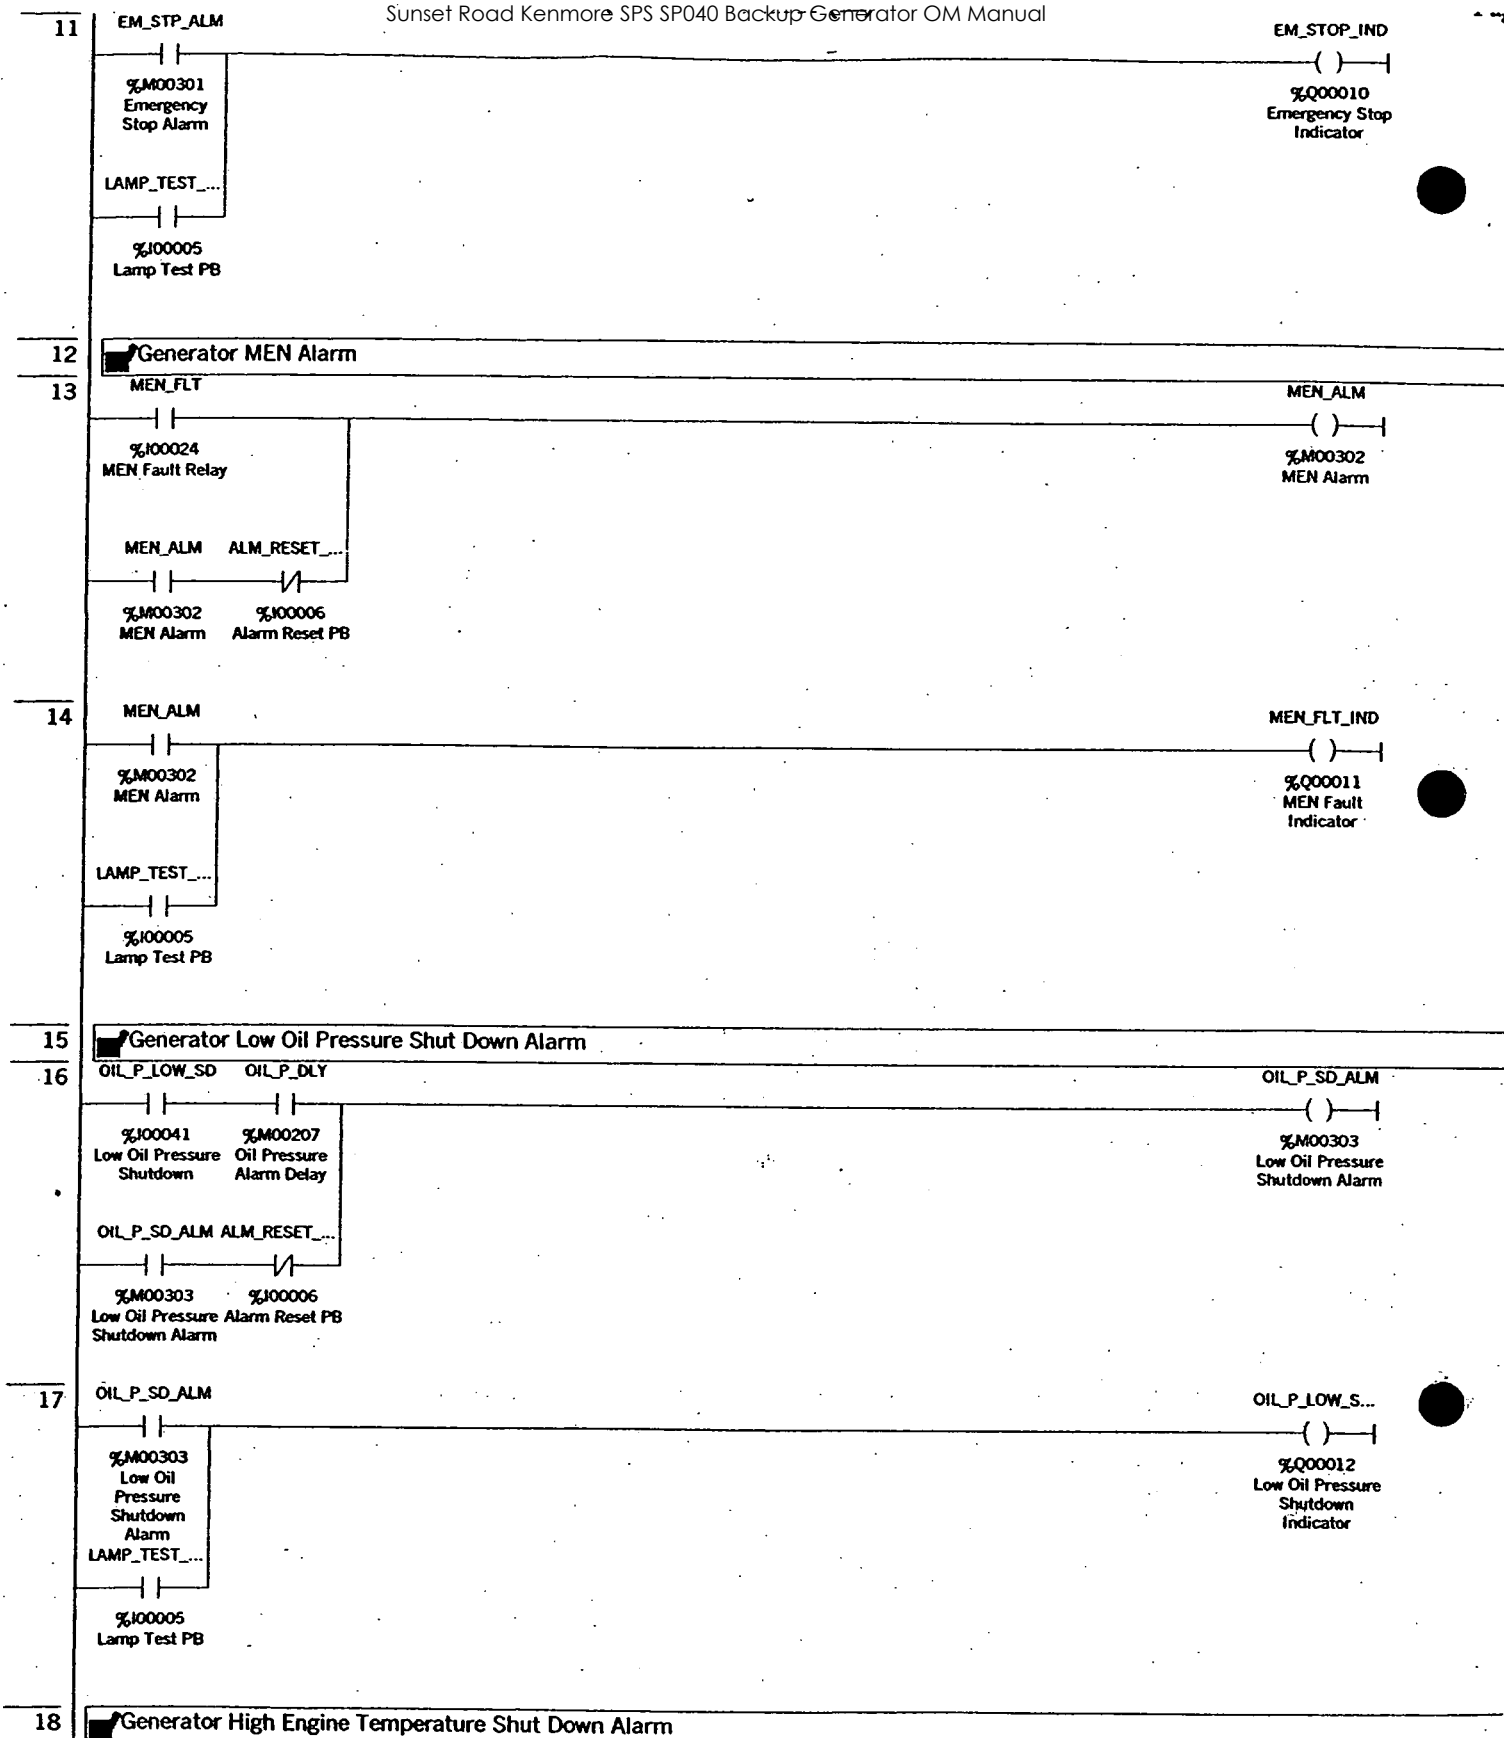 Sunset Road Kenmore SPS SP040 Backup Generator OM Manual
11
EM_STP_ALM
EM_STOP_IND
%M00301
Emergency
Stop Alarm
%Q00010
Emergency Stop
Indicator
LAMP_TEST_...
%I00005
Lamp Test PB
12
Generator MEN Alarm
13
MEN_FLT
MEN_ALM
%I00024
MEN Fault Relay
%M00302
MEN Alarm
MEN_ALM ALM_RESET_...
%M00302 %I00006
MEN Alarm Alarm Reset PB
14
MEN_ALM
MEN_FLT_IND
%M00302
MEN Alarm
%Q00011
MEN Fault
Indicator
LAMP_TEST_...
%I00005
Lamp Test PB
15
Generator Low Oil Pressure Shut Down Alarm
16
OIL_P_LOW_SD OIL_P_DLY
OIL_P_SD_ALM
%I00041 %M00207
Low Oil Pressure Oil Pressure
Shutdown Alarm Delay
%M00303
Low Oil Pressure
Shutdown Alarm
OIL_P_SD_ALM ALM_RESET_...
%M00303 %I00006
Low Oil Pressure Alarm Reset PB
Shutdown Alarm
17
OIL_P_SD_ALM
OIL_P_LOW_S...
%M00303
Low Oil
Pressure
Shutdown
Alarm
%Q00012
Low Oil Pressure
Shutdown
Indicator
LAMP_TEST_...
%I00005
Lamp Test PB
18
Generator High Engine Temperature Shut Down Alarm